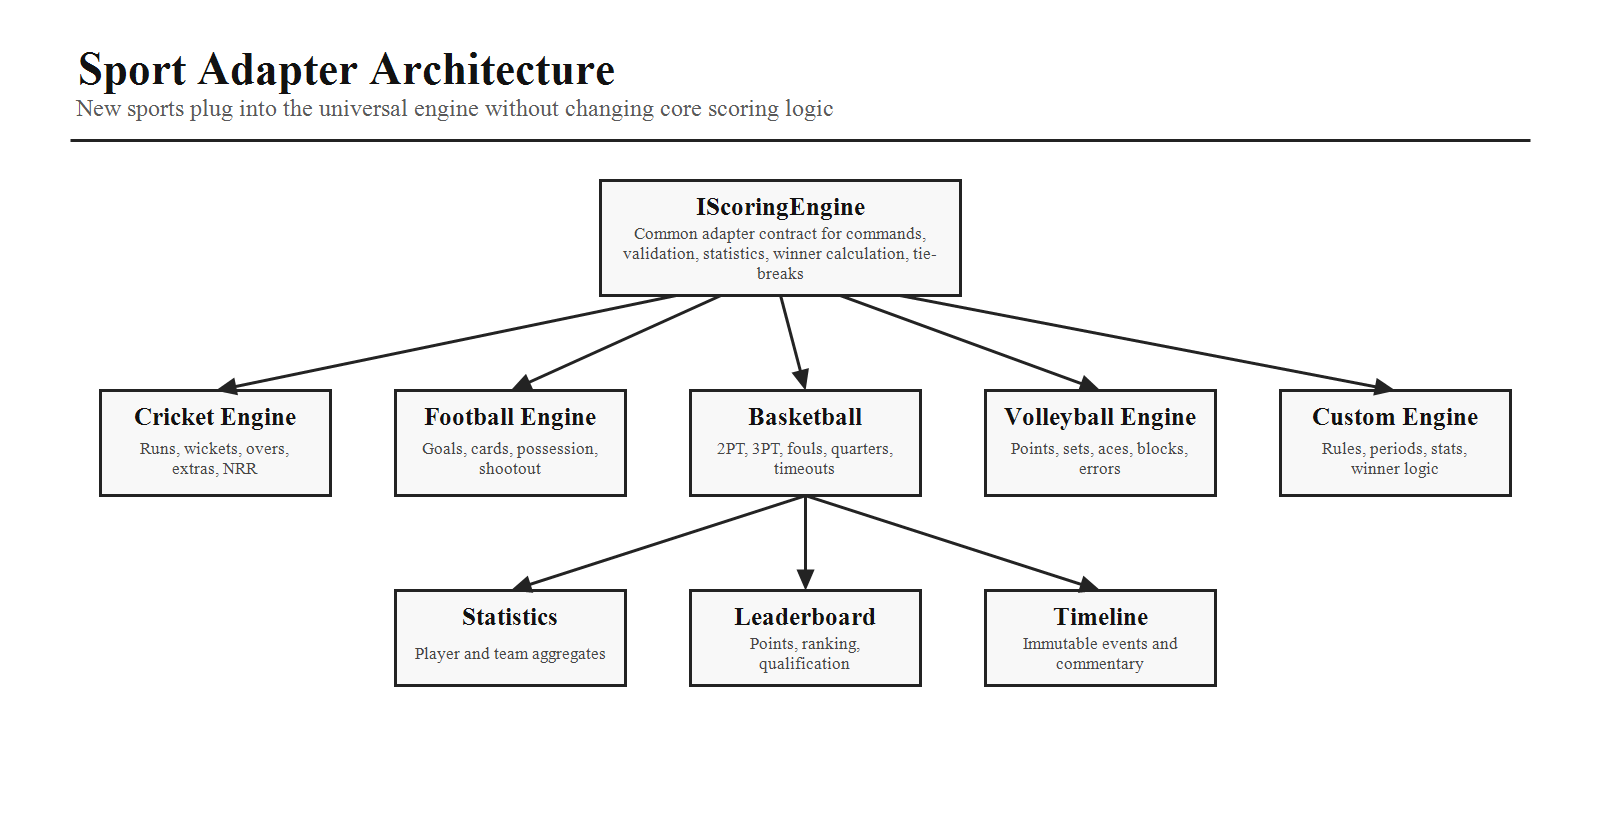 Sport Adapter Architecture
New sports plug into the universal engine without changing core scoring logic
IScoringEngine
Common adapter contract for commands,
validation, statistics, winner calculation, tie-
breaks
Cricket Engine
Runs, wickets, overs,
extras, NRR
Football Engine
Goals, cards, possession,
shootout
Basketball
2PT, 3PT, fouls, quarters,
timeouts
Volleyball Engine
Points, sets, aces, blocks,
errors
Custom Engine
Rules, periods, stats,
winner logic
Statistics
Player and team aggregates
Leaderboard
Points, ranking,
qualification
Timeline
Immutable events and
commentary